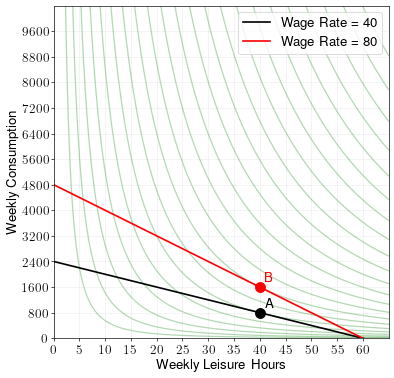 Wage Rate = 40
Wage Rate = 80
9600
8800
8000
7200
6400
5600
4800
4000
3200
2400
1600
800
0
Weekly Consumption
B
A
0 5 10 15 20 25 30 35 40 45 50 55 60
Weekly Leisure Hours